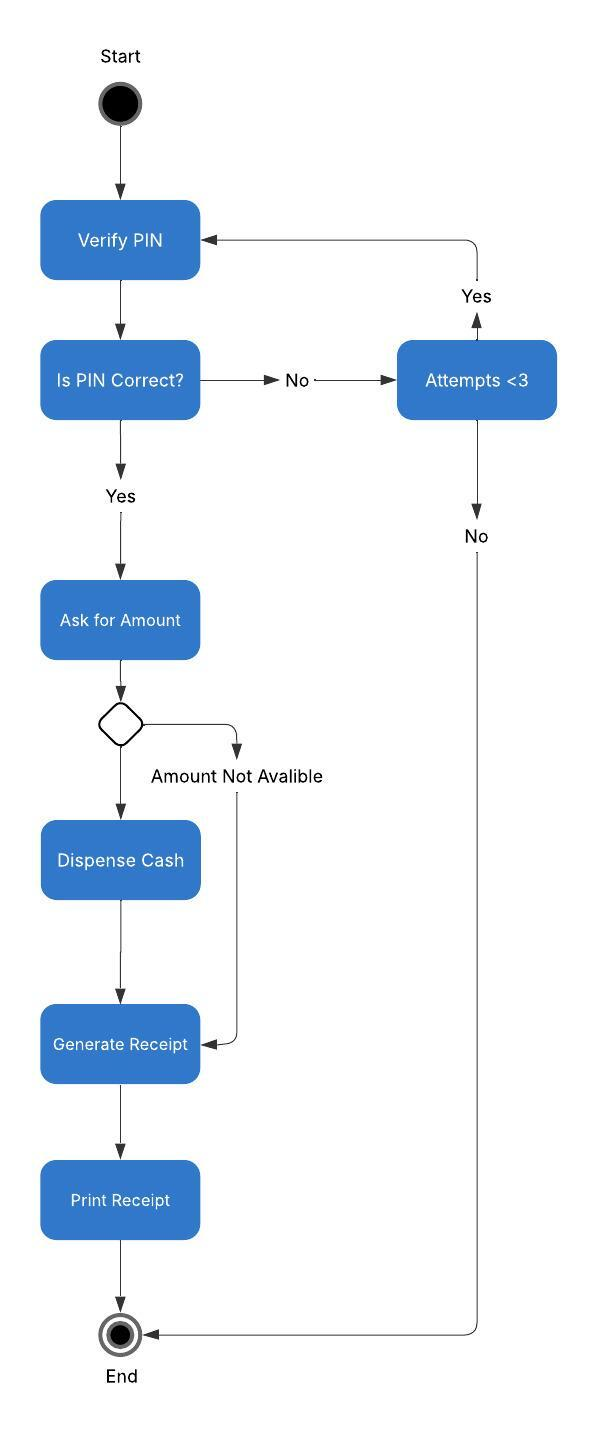 Start
Verify PIN
Yes
Is PIN Correct?
No
Attempts <3
Yes
No
Ask for Amount
Amount Not Avalible
Dispense Cash
Generate Receipt
Print Receipt
End